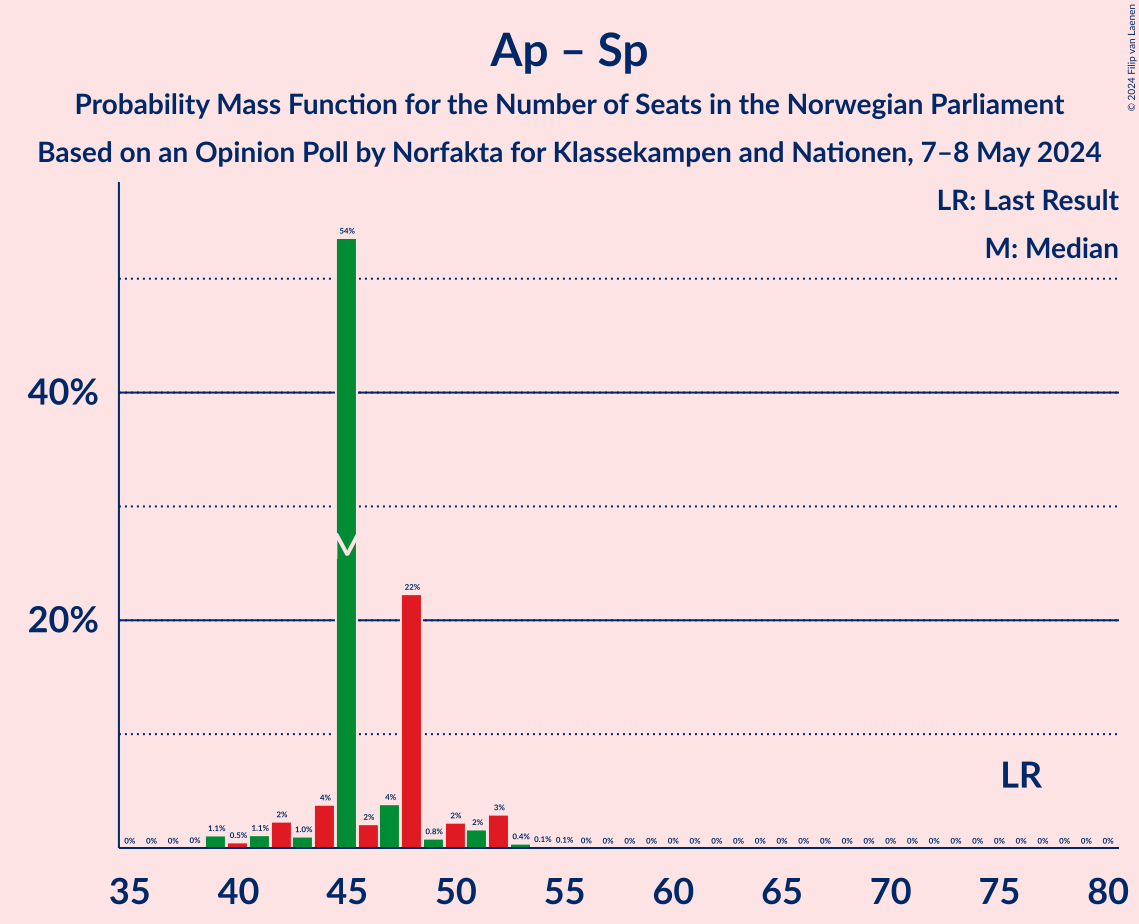 Ap – Sp
Probability Mass Function for the Number of Seats in the Norwegian Parliament
Based on an Opinion Poll by Norfakta for Klassekampen and Nationen, 7–8 May 2024
© 2024 Filip van Laenen
LR: Last Result
M: Median
54%
40%
M
22%
20%
LR
0% 0% 0% 0% 1.1% 0.5% 1.1% 2% 1.0% 4% 2% 4% 0.8% 2% 2% 3% 0.4% 0.1% 0.1% 0% 0% 0% 0% 0% 0% 0% 0% 0% 0% 0% 0% 0% 0% 0% 0% 0% 0% 0% 0% 0% 0% 0% 0% 0%
35 40 45 50 55 60 65 70 75 80